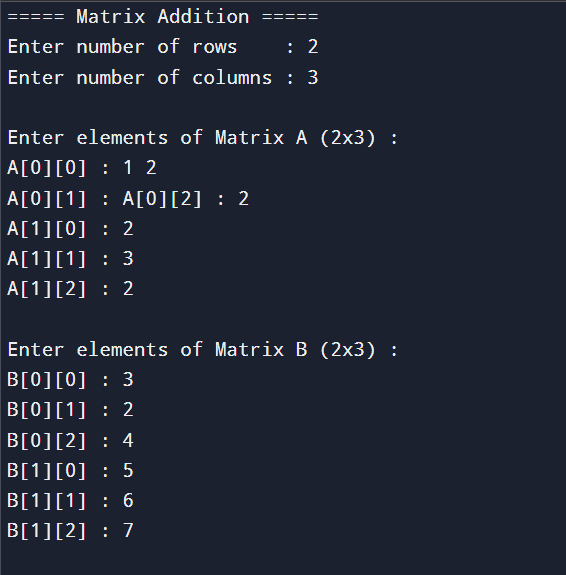 ===== Matrix Addition =====
Enter number of rows    : 2
Enter number of columns : 3
Enter elements of Matrix A (2x3) :
A[0][0] : 1 2
A[0][1] : A[0][2] : 2
A[1][0] : 2
A[1][1] : 3
A[1][2] : 2
Enter elements of Matrix B (2x3) :
B[0][0] : 3
B[0][1] : 2
B[0][2] : 4
B[1][0] : 5
B[1][1] : 6
B[1][2] : 7